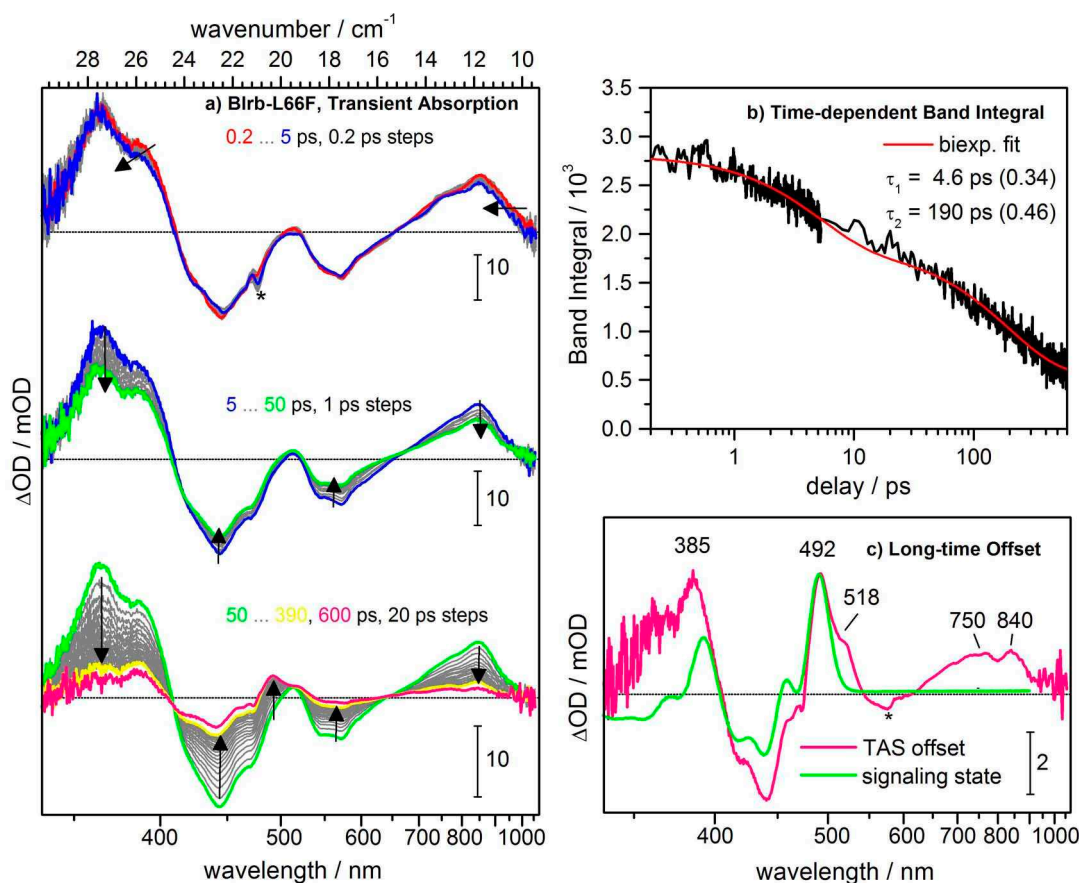 wavenumber / cm⁻¹
28 26 24 22 20 18 16 14 12 10
a) Blrb-L66F, Transient Absorption
0.2 ... 5 ps, 0.2 ps steps
10
*
5 ... 50 ps, 1 ps steps
10
50 ... 390, 600 ps, 20 ps steps
10
ΔOD / mOD
400 500 600 700 800 1000
wavelength / nm
b) Time-dependent Band Integral
biexp. fit
τ₁ = 4.6 ps (0.34)
τ₂ = 190 ps (0.46)
3.5
3.0
2.5
2.0
1.5
1.0
0.5
0.0
Band Integral / 10³
1 10 100
delay / ps
c) Long-time Offset
385 492
518
750 840
*
TAS offset
signaling state
2
ΔOD / mOD
400 500 600 700 800 1000
wavelength / nm